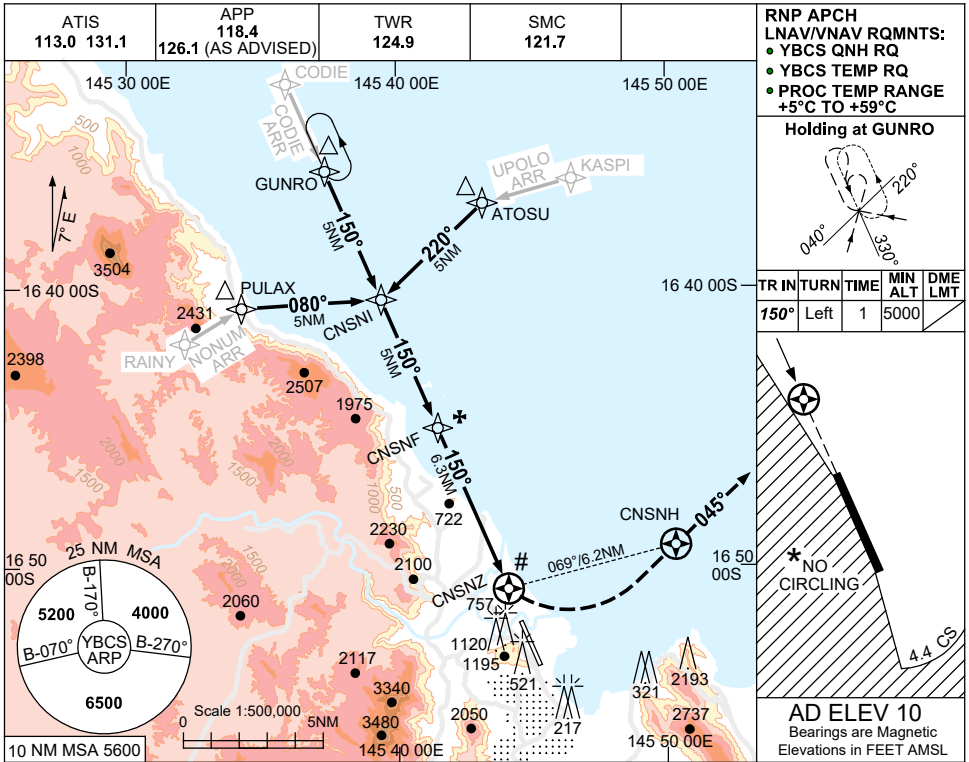 ATIS
113.0 131.1
APP
118.4
126.1 (AS ADVISED)
TWR
124.9
SMC
121.7
RNP APCH
LNAV/VNAV RQMNTS:
YBCS QNH RQ
YBCS TEMP RQ
PROC TEMP RANGE
+5°C TO +59°C
145 30 00E
145 40 00E
145 50 00E
CODIE
CODIE
ARR
GUNRO
UPOLO
ARR
KASPI
ATOSU
500
1000
7° E
150°
5NM
220°
5NM
3504
16 40 00S
16 40 00S
PULAX
080°
5NM
CNSNI
2431
RAINY
NONUM
ARR
2398
2507
150°
5NM
1975
CNSNF
2000
1500
1500
2000
1000
500
150°
6.3NM
722
CNSNH
045°
2230
069°/6.2NM
2100
16 50
00S
16 50
00S
25 NM MSA
B-170°
5200
4000
B-070°
B-270°
YBCS
ARP
6500
1500
2000
2060
CNSNZ
#
757
1120
1195
521
217
321
2193
2117
3340
3480
2050
2737
Scale 1:500,000
0
5NM
10 NM MSA 5600
145 40 00E
145 50 00E
Holding at GUNRO
220°
040°
330°
TR IN TURN TIME MIN ALT DME LMT
150° Left 1 5000
*NO
CIRCLING
4.4 CS
AD ELEV 10
Bearings are Magnetic
Elevations in FEET AMSL